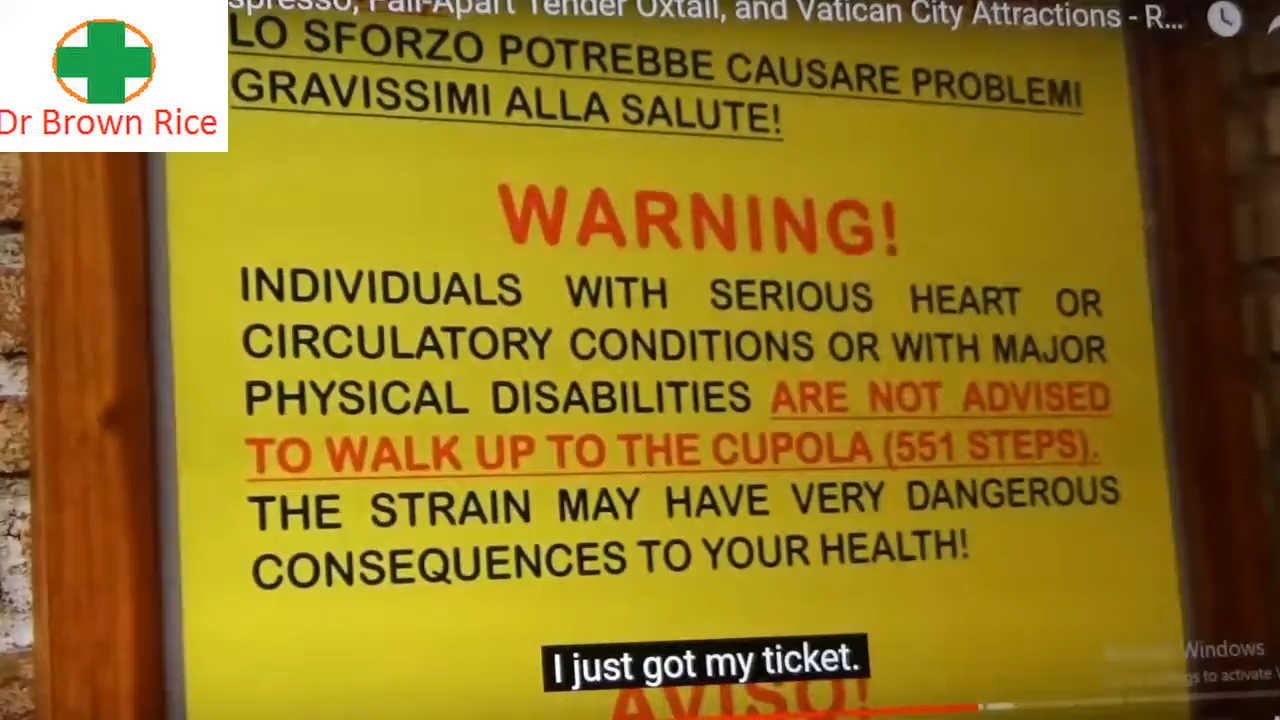 spresso, Fall-Apart Tender Oxtail, and Vatican City Attractions - R...
Dr Brown Rice
LO SFORZO POTREBBE CAUSARE PROBLEMI
GRAVISSIMI ALLA SALUTE!
WARNING!
INDIVIDUALS WITH SERIOUS HEART OR
CIRCULATORY CONDITIONS OR WITH MAJOR
PHYSICAL DISABILITIES ARE NOT ADVISED
TO WALK UP TO THE CUPOLA (551 STEPS).
THE STRAIN MAY HAVE VERY DANGEROUS
CONSEQUENCES TO YOUR HEALTH!
I just got my ticket.
AVISO!
Windows
to activate